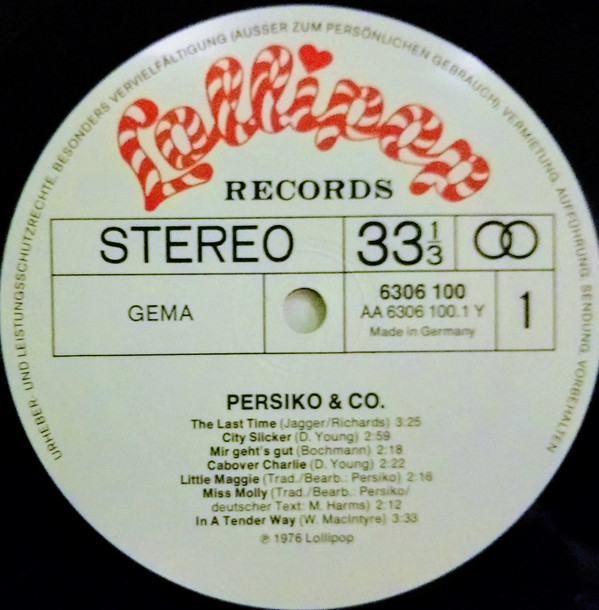 URHEBER- UND LEISTUNGSSCHUTZRECHTE, BESONDERS VERVIELFÄLTIGUNG (AUSSER ZUM PERSÖNLICHEN GEBRAUCH), VERMIETUNG, AUFFÜHRUNG, SENDUNG, VORBEHALTEN
Lollipop
RECORDS
STEREO 33 1/3
GEMA 6306 100 1
AA 6306 100.1 Y
Made in Germany
PERSIKO & CO.
The Last Time (Jagger/Richards) 3:25
City Slicker (D. Young) 2:59
Mir geht's gut (Bochmann) 2:18
Cabover Charlie (D. Young) 2:22
Little Maggie (Trad./Bearb.: Persiko) 2:16
Miss Molly (Trad./Bearb.: Persiko/
deutscher Text: M. Harms) 2:12
In A Tender Way (W. MacIntyre) 3:33
℗ 1976 Lollipop